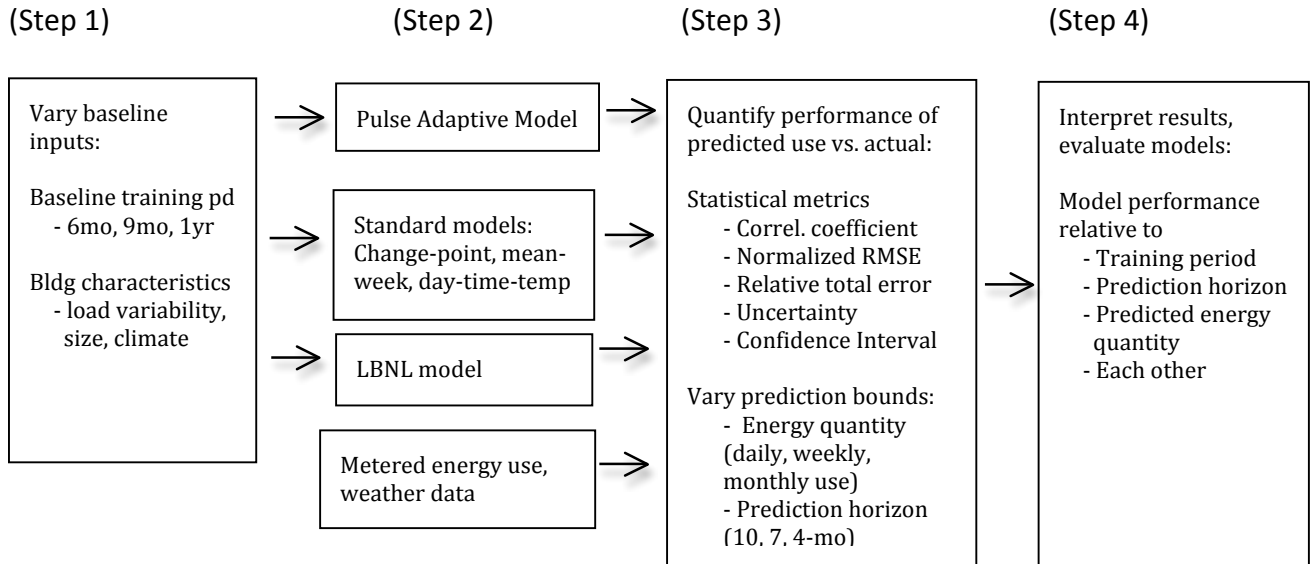 (Step 1)
(Step 2)
(Step 3)
(Step 4)
Vary baseline
inputs:
Baseline training pd
- 6mo, 9mo, 1yr
Bldg characteristics
- load variability,
size, climate
Pulse Adaptive Model
Standard models:
Change-point, mean-
week, day-time-temp
LBNL model
Metered energy use,
weather data
Quantify performance of
predicted use vs. actual:
Statistical metrics
- Correl. coefficient
- Normalized RMSE
- Relative total error
- Uncertainty
- Confidence Interval
Vary prediction bounds:
- Energy quantity
(daily, weekly,
monthly use)
- Prediction horizon
(10, 7, 4-mo)
Interpret results,
evaluate models:
Model performance
relative to
- Training period
- Prediction horizon
- Predicted energy
quantity
- Each other